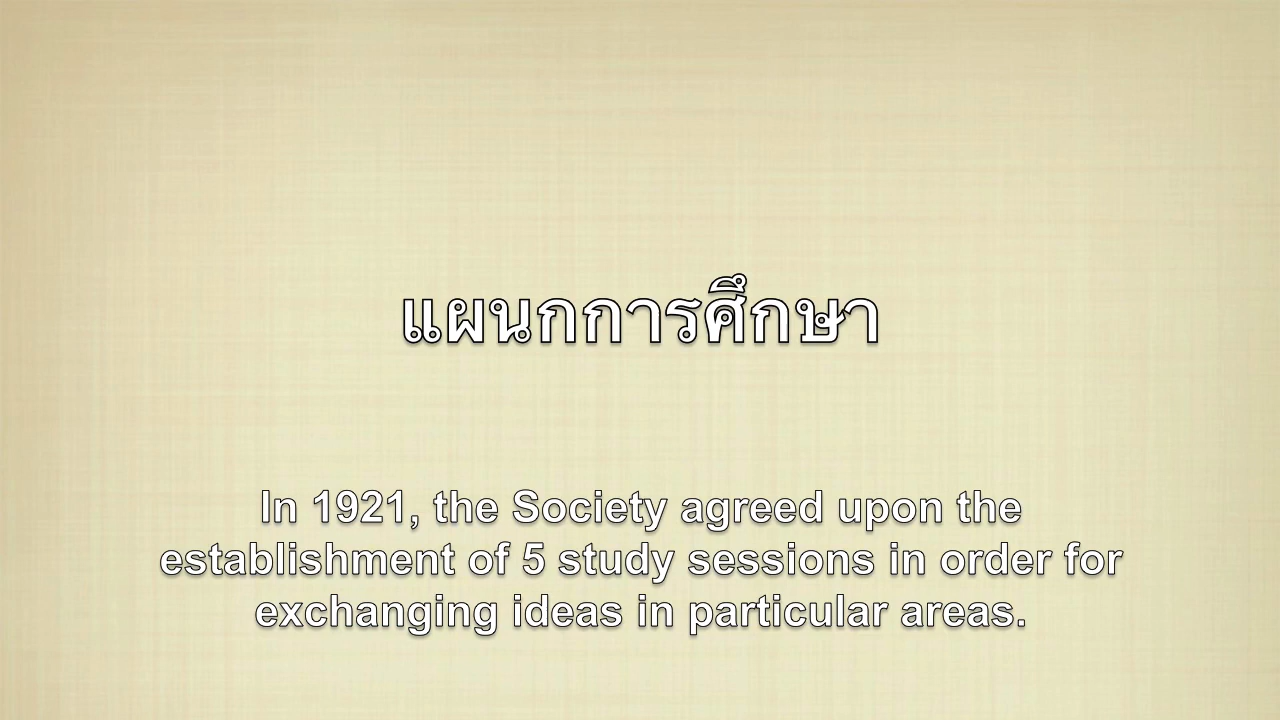 แผนกการศึกษา
In 1921, the Society agreed upon the
establishment of 5 study sessions in order for
exchanging ideas in particular areas.